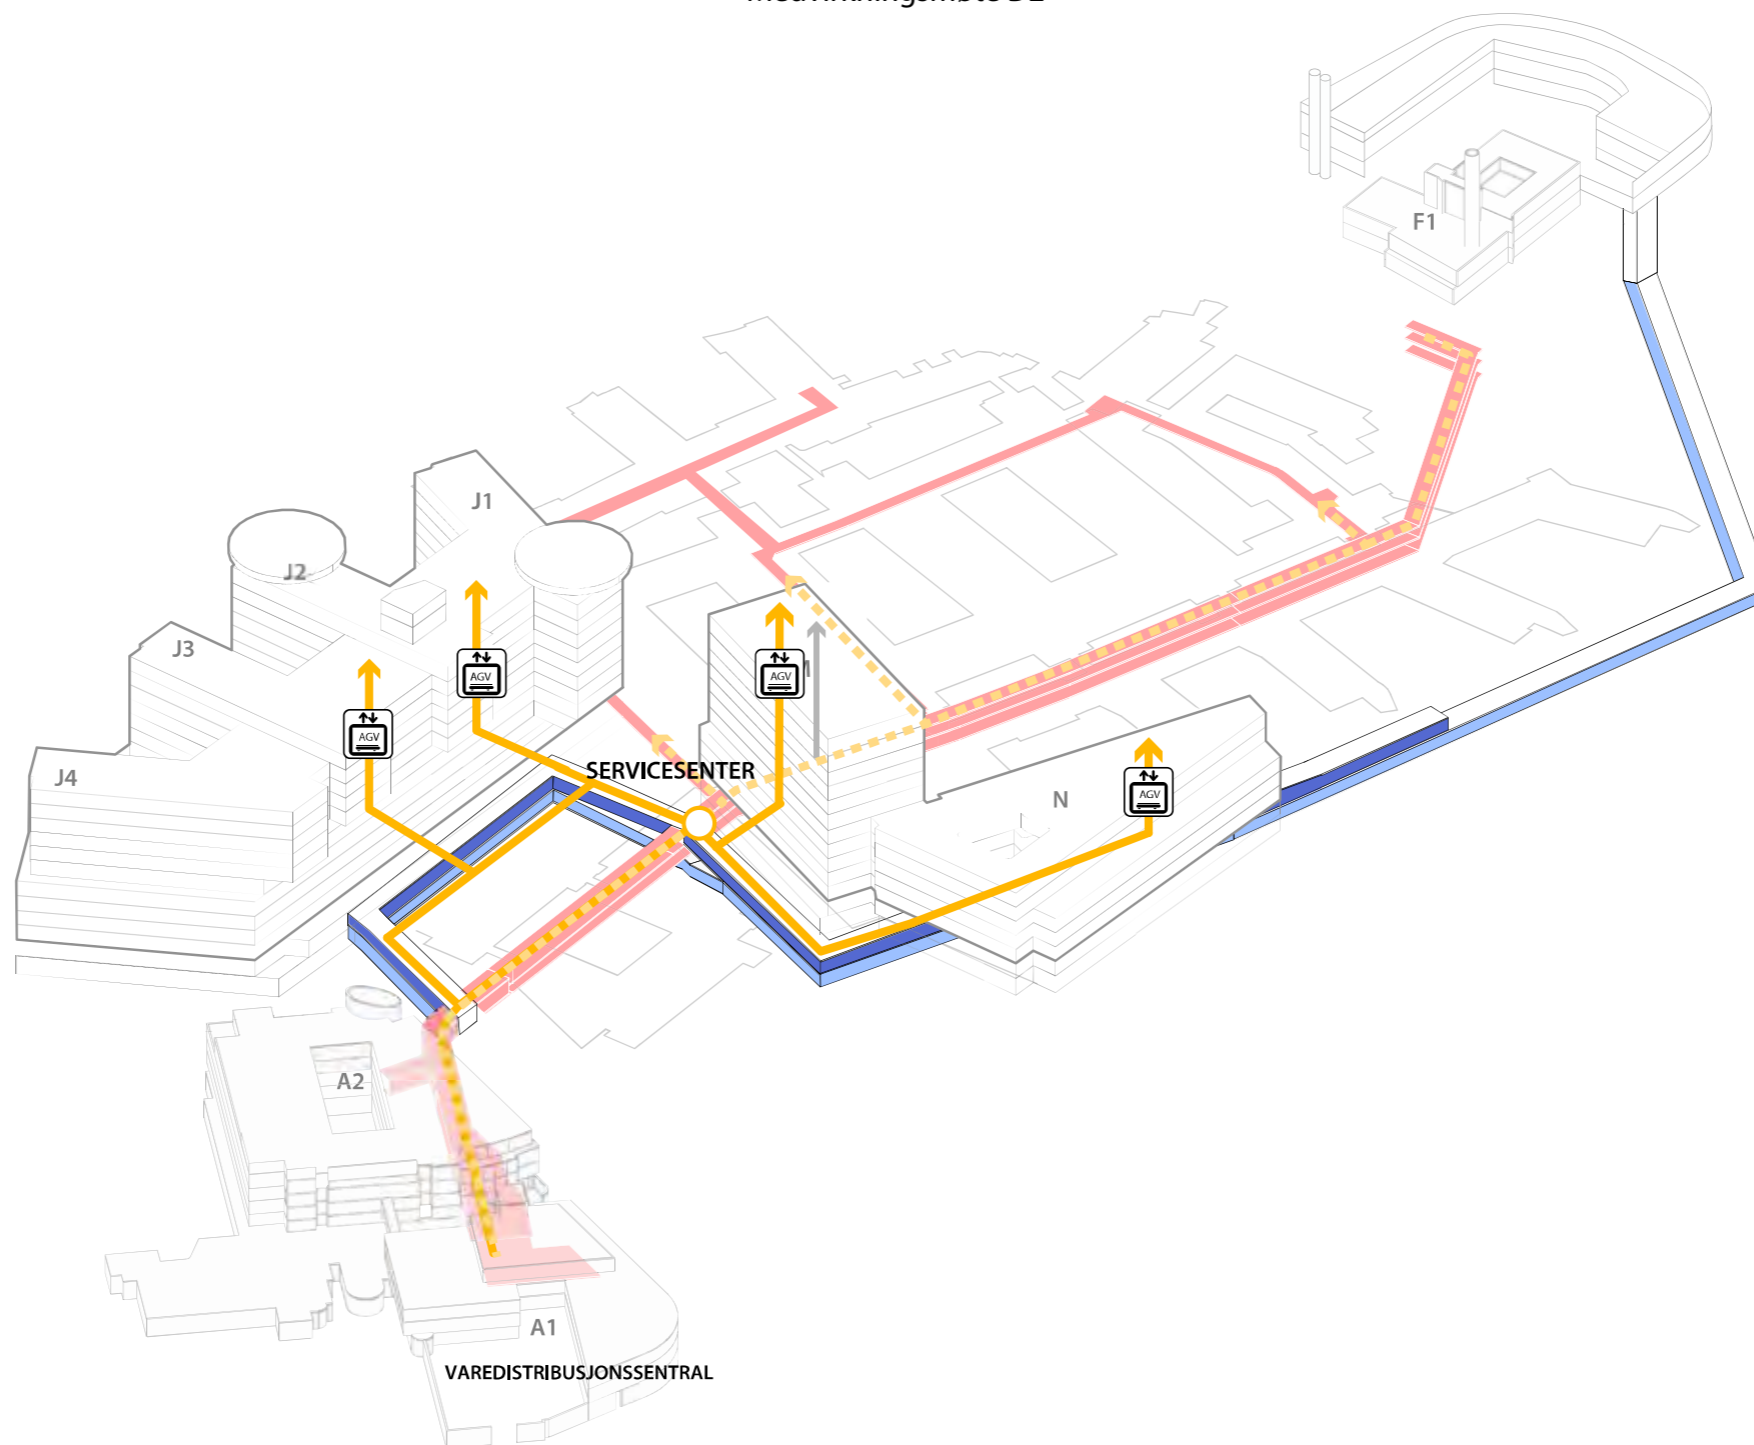 F1
J1
J2
J3
AGV
AGV
AGV
J4
SERVICESENTER
N
AGV
A2
A1
VAREDISTRIBUSJONSSENTRAL